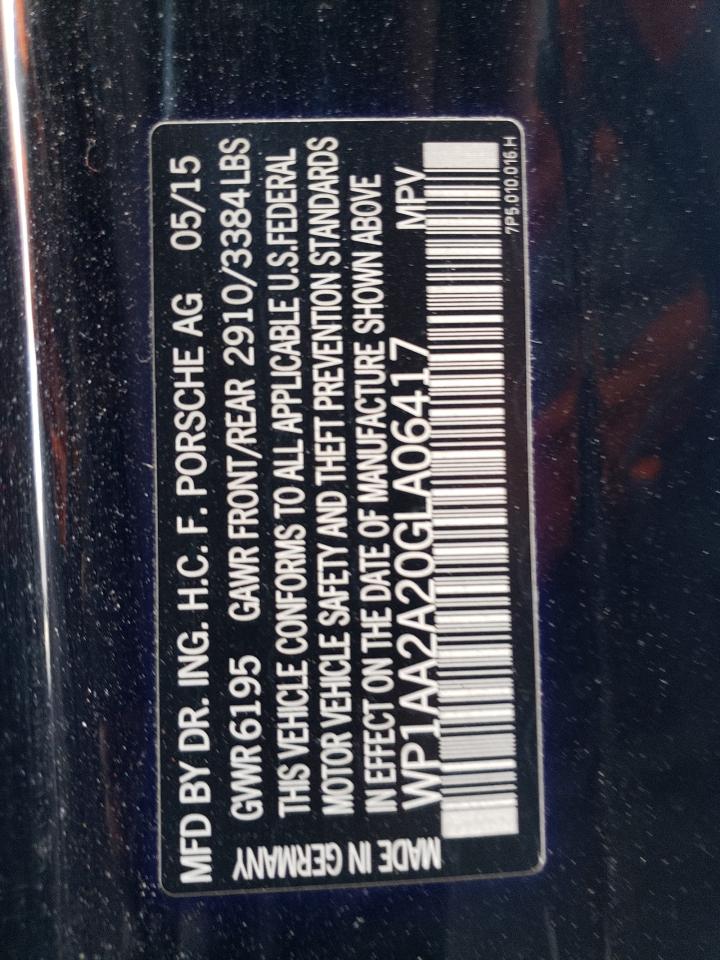 MFD BY DR. ING. H.C. F. PORSCHE AG 05/15
GVWR 6195 GAWR FRONT/REAR 2910/3384 LBS
THIS VEHICLE CONFORMS TO ALL APPLICABLE U.S. FEDERAL
MOTOR VEHICLE SAFETY AND THEFT PREVENTION STANDARDS
IN EFFECT ON THE DATE OF MANUFACTURE SHOWN ABOVE
WP1AA2A20GLA06417 MPV
MADE IN GERMANY
7P5.010.016.H